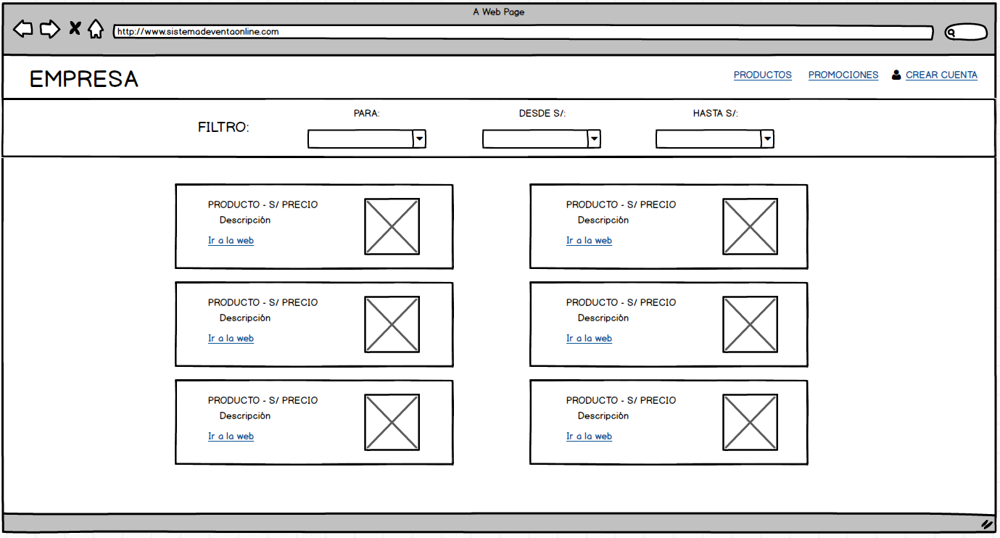 A Web Page
http://www.sistemadeventaonline.com
EMPRESA
PRODUCTOS PROMOCIONES CREAR CUENTA
FILTRO:
PARA: DESDE S/: HASTA S/:
PRODUCTO - S/ PRECIO
Descripción
Ir a la web
PRODUCTO - S/ PRECIO
Descripción
Ir a la web
PRODUCTO - S/ PRECIO
Descripción
Ir a la web
PRODUCTO - S/ PRECIO
Descripción
Ir a la web
PRODUCTO - S/ PRECIO
Descripción
Ir a la web
PRODUCTO - S/ PRECIO
Descripción
Ir a la web